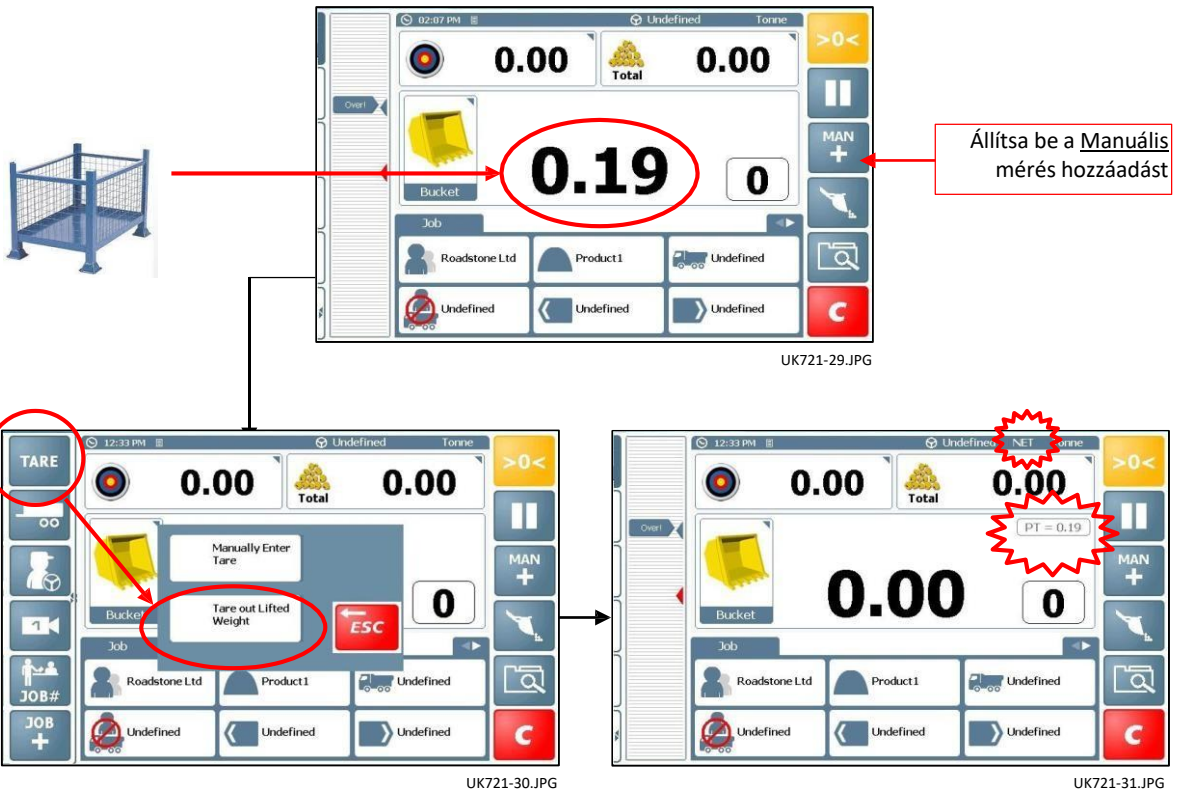 02:07 PM Undefined Tonne
>0<
0.00 Total 0.00
Over!
MAN
+
Állítsa be a Manuális
mérés hozzáadást
0.19
0
Bucket
Job
Roadstone Ltd Product1 Undefined
Undefined Undefined Undefined
C
UK721-29.JPG
TARE
12:33 PM Undefined Tonne
>0<
0.00 Total 0.00
Manually Enter
Tare
MAN
+
Tare out Lifted
Weight
ESC
0
Bucket
1
Job
JOB#
Roadstone Ltd Product1 Undefined
JOB
+
Undefined Undefined Undefined
C
UK721-30.JPG
12:33 PM Undefined NET Tonne
>0<
0.00 Total 0.00
Over!
PT = 0.19
MAN
+
0.00
0
Bucket
Job
Roadstone Ltd Product1 Undefined
Undefined Undefined Undefined
C
UK721-31.JPG